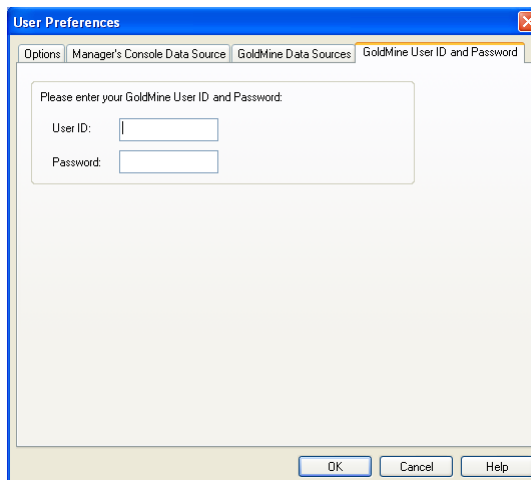 User Preferences
Options Manager's Console Data Source GoldMine Data Sources GoldMine User ID and Password
Please enter your GoldMine User ID and Password:
User ID:
Password:
OK Cancel Help